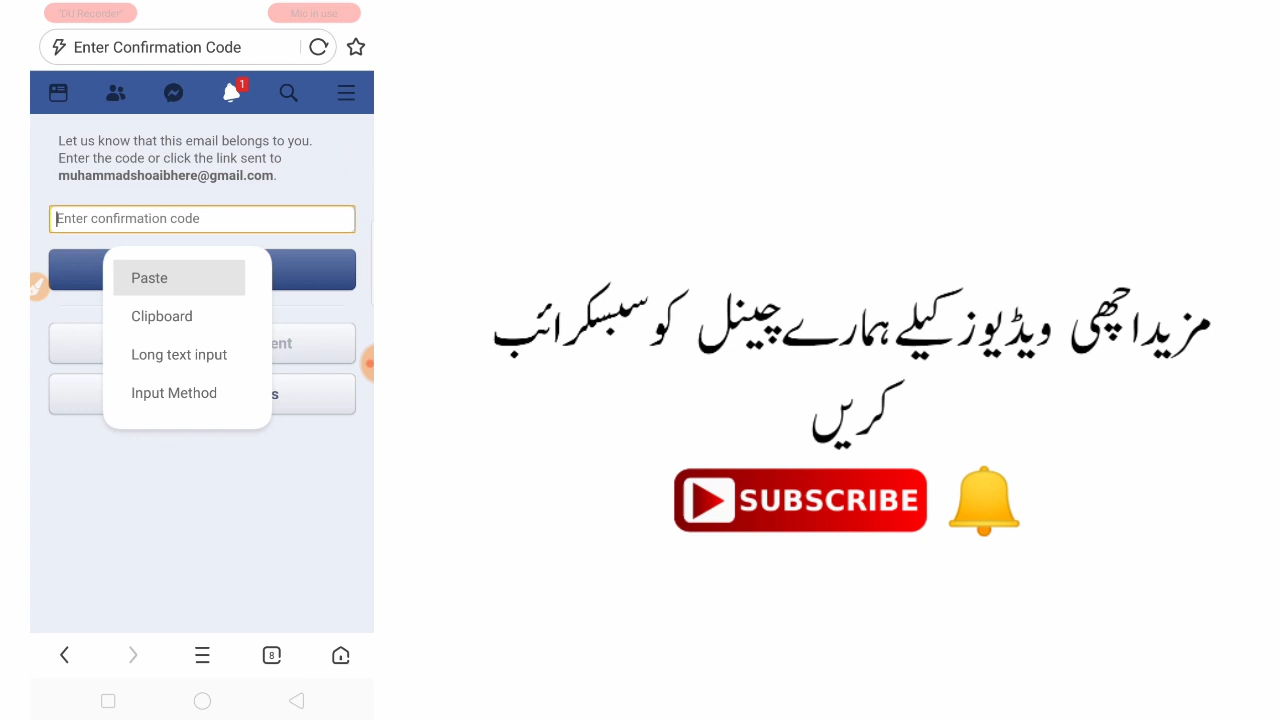 "DU Recorder"
Mic in use
Enter Confirmation Code
1
Let us know that this email belongs to you.
Enter the code or click the link sent to
muhammadshoaibhere@gmail.com.
Enter confirmation code
Paste
Clipboard
Long text input
Input Method
ent
s
8
مزید اچھی ویڈیوز کیلے ہمارے چینل کو سبسکرائب
کریں
SUBSCRIBE